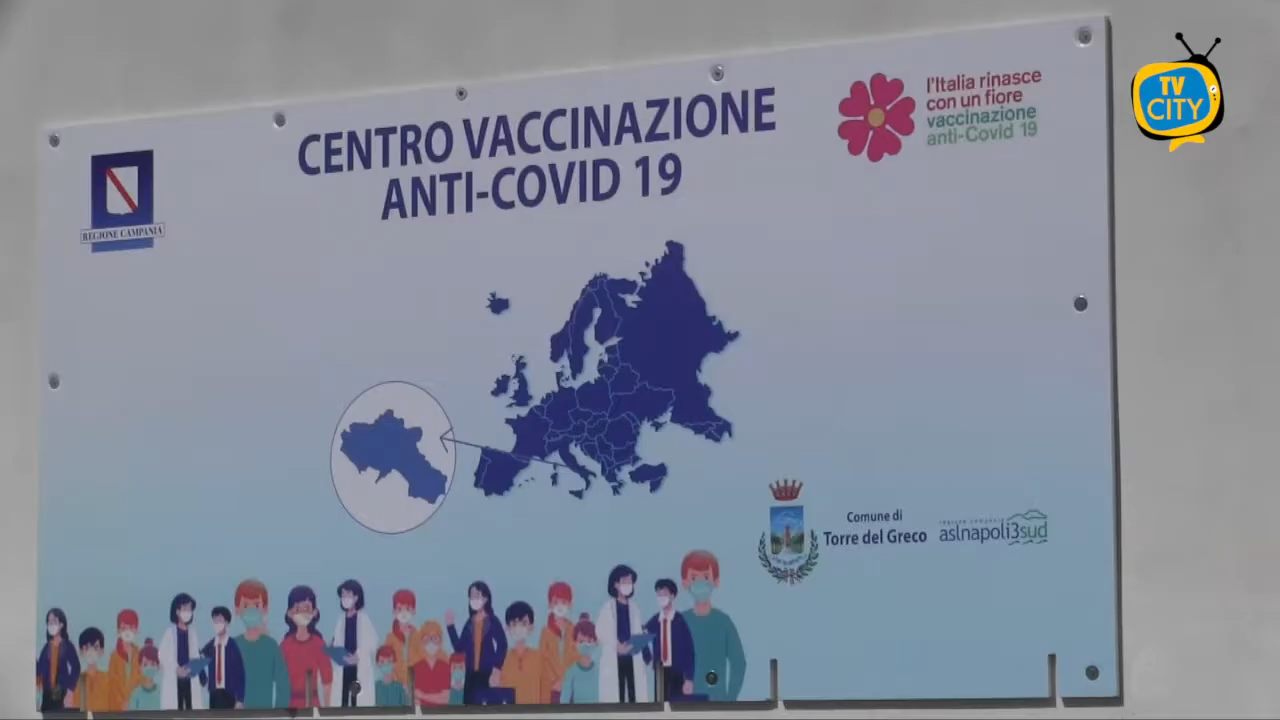 TV
CITY
l'Italia rinasce
con un fiore
vaccinazione
anti-Covid 19
CENTRO VACCINAZIONE
ANTI-COVID 19
REGIONE CAMPANIA
Comune di
Torre del Greco
aslnapoli3sud